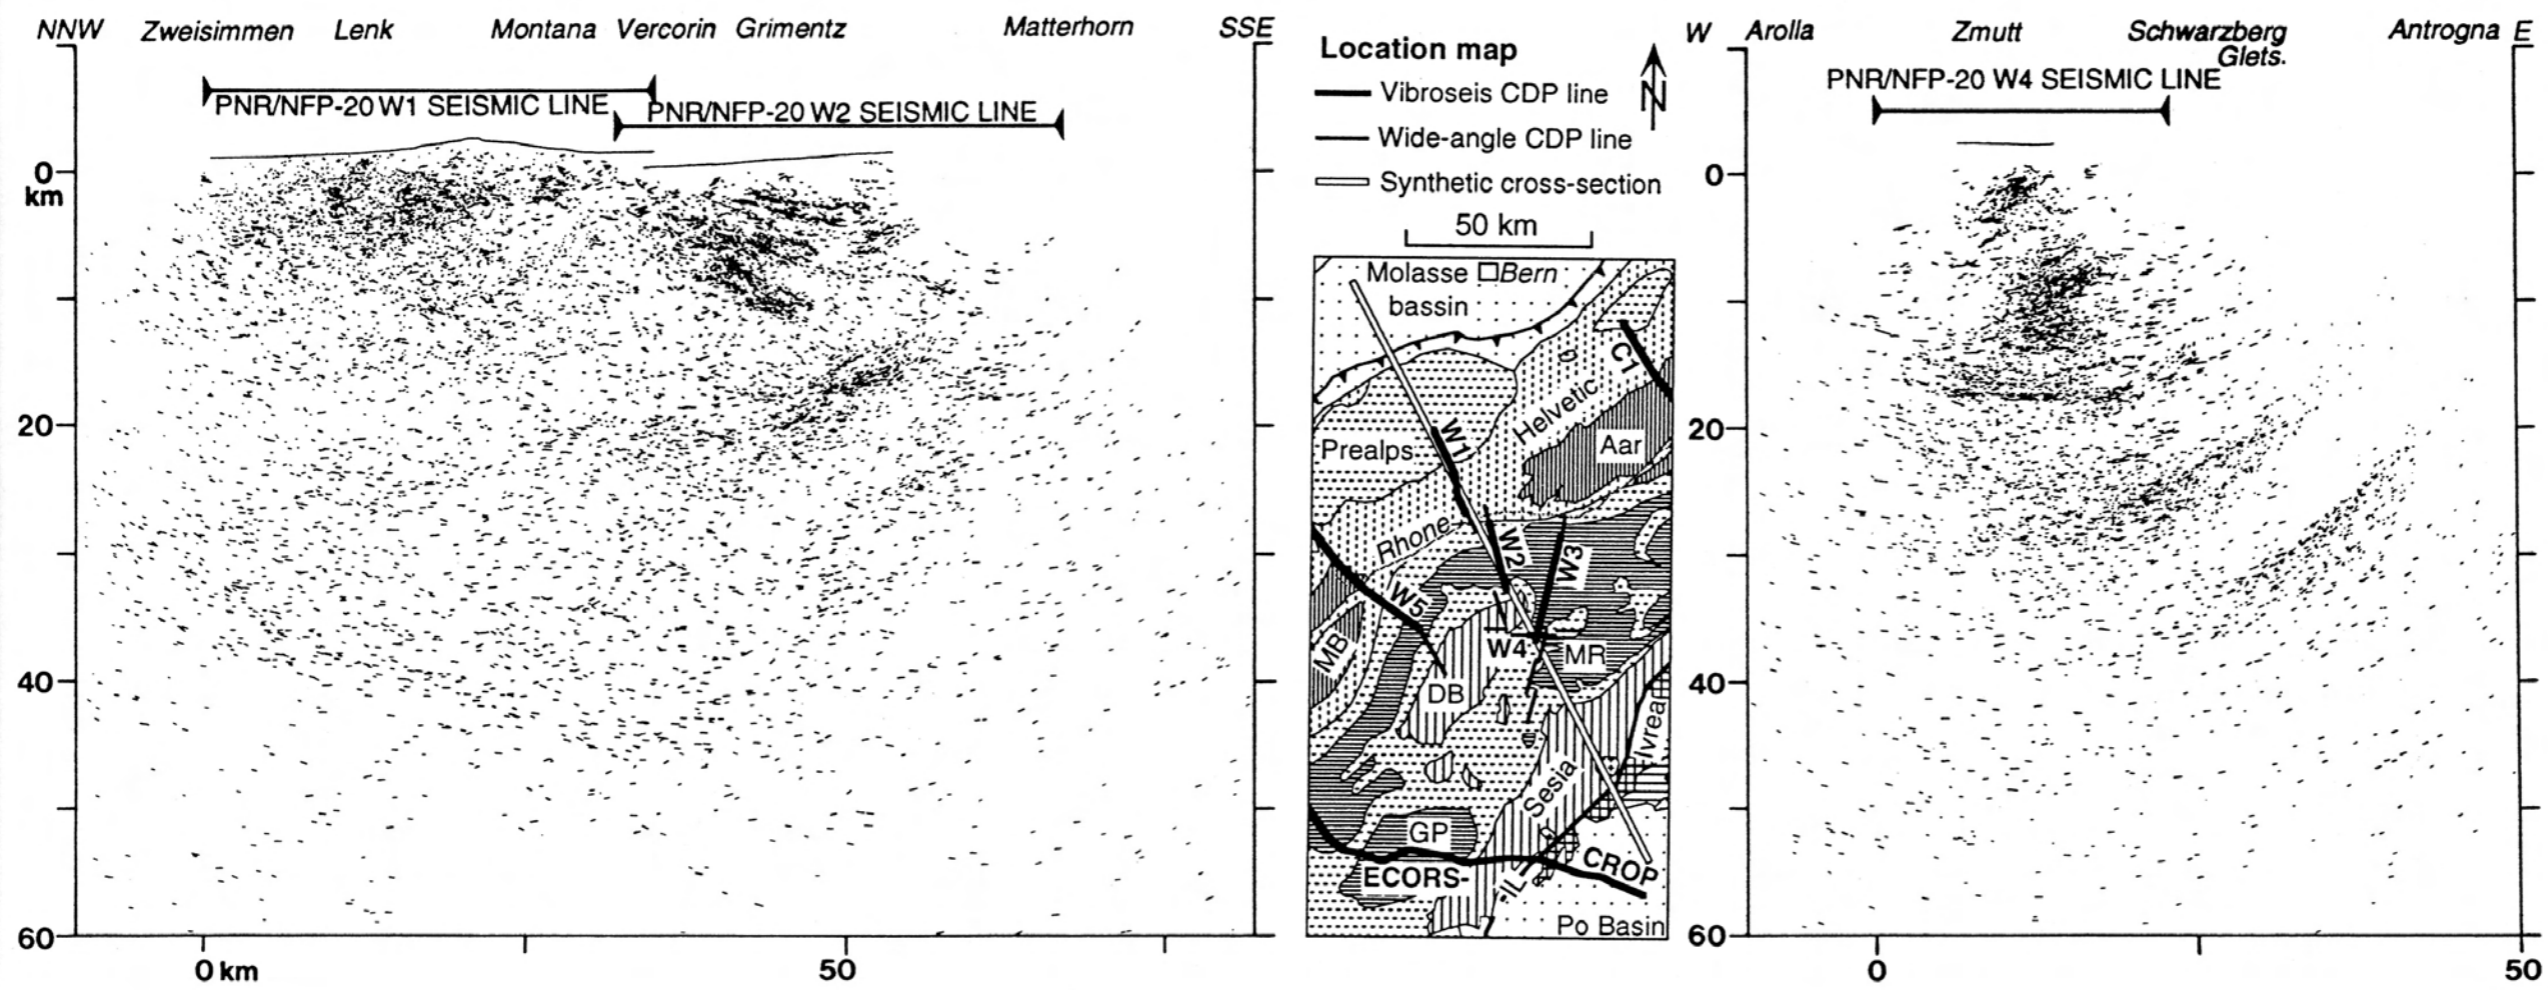 NNW Zweisimmen Lenk Montana Vercorin Grimentz Matterhorn SSE
PNR/NFP-20 W1 SEISMIC LINE
PNR/NFP-20 W2 SEISMIC LINE
0
km
20
40
60
0 km 50
Location map
N
Vibroseis CDP line
Wide-angle CDP line
Synthetic cross-section
50 km
Molasse Bern
bassin
C1
Helvetic
W1
Prealps
Aar
Rhone
W2
W3
W5
MB
W4
MR
DB
Ivrea
Sesia
GP
CROP
ECORS-
IL
Po Basin
W Arolla Zmutt Schwarzberg Antrogna E
Glets.
PNR/NFP-20 W4 SEISMIC LINE
0
20
40
60
0 50